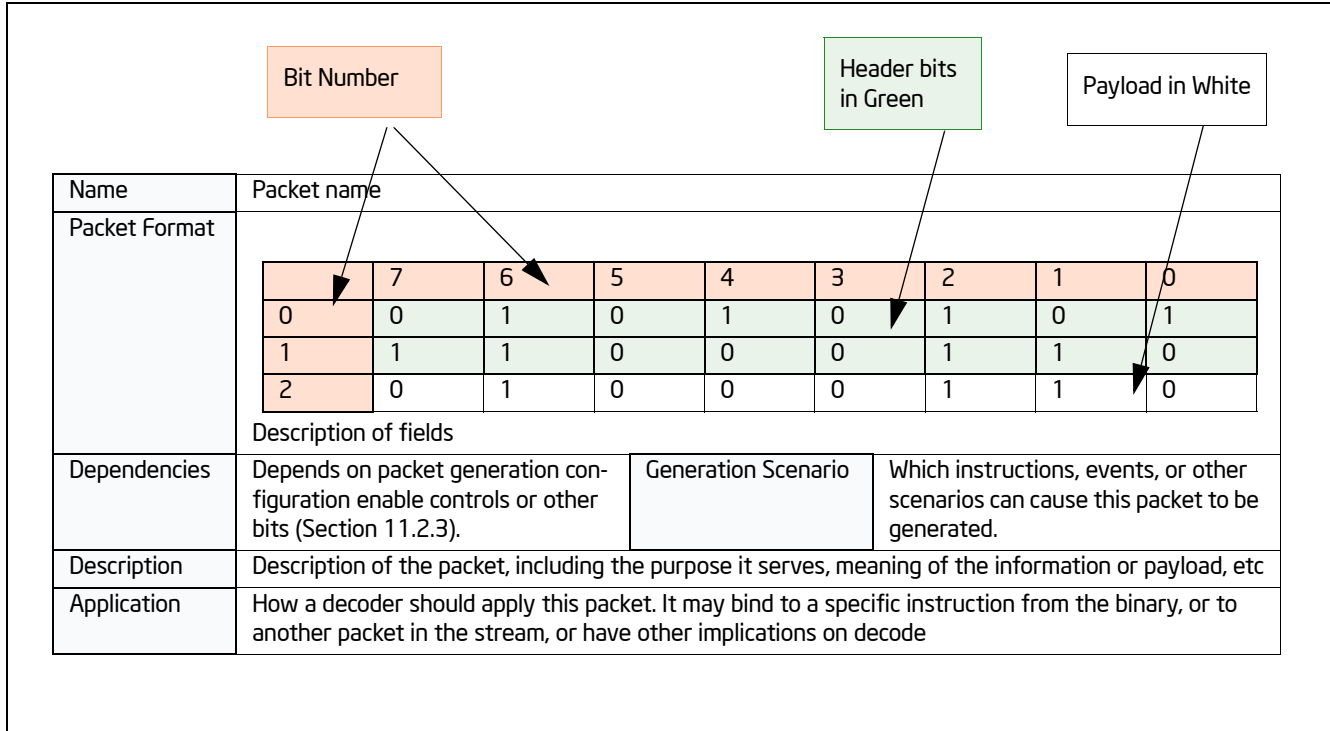 Bit Number
Header bits
in Green
Payload in White
Name Packet name
Packet Format
7 6 5 4 3 2 1 0
0 0 1 0 1 0 1 0 1
1 1 1 0 0 0 1 1 0
2 0 1 0 0 0 1 1 0
Description of fields
Dependencies
Depends on packet generation con-
figuration enable controls or other
bits (Section 11.2.3).
Generation Scenario
Which instructions, events, or other
scenarios can cause this packet to be
generated.
Description
Description of the packet, including the purpose it serves, meaning of the information or payload, etc
Application
How a decoder should apply this packet. It may bind to a specific instruction from the binary, or to
another packet in the stream, or have other implications on decode